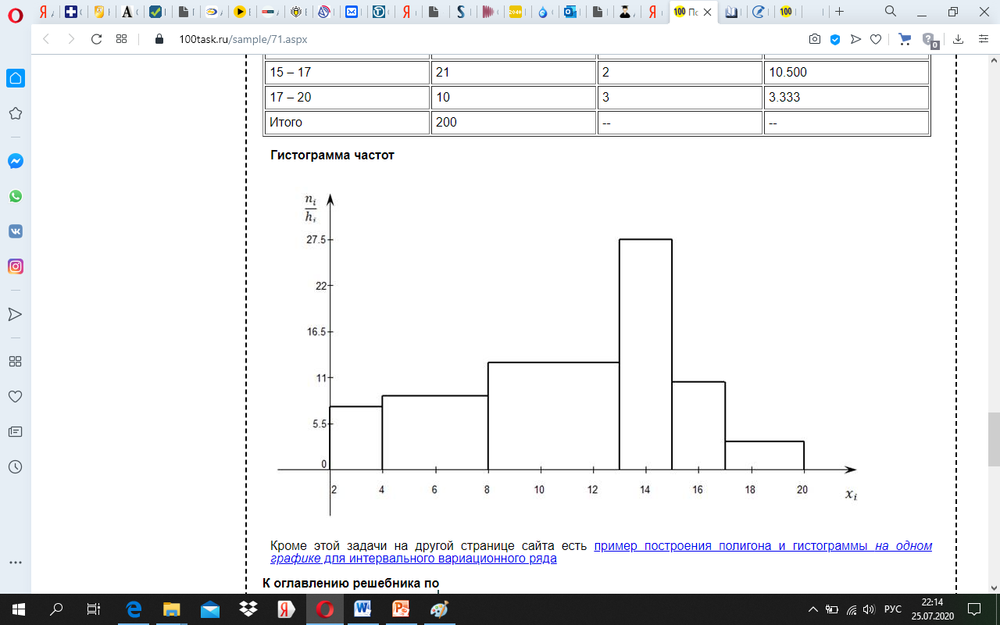 100task.ru/sample/71.aspx
15 – 17 21 2 10.500
17 – 20 10 3 3.333
Итого 200 -- --
Гистограмма частот
n_i
h_i
27.5
22
16.5
11
5.5
0
2 4 6 8 10 12 14 16 18 20
x_i
Кроме этой задачи на другой странице сайта есть пример построения полигона и гистограммы на одном
графике для интервального вариационного ряда
К оглавлению решебника по
РУС
22:14
25.07.2020